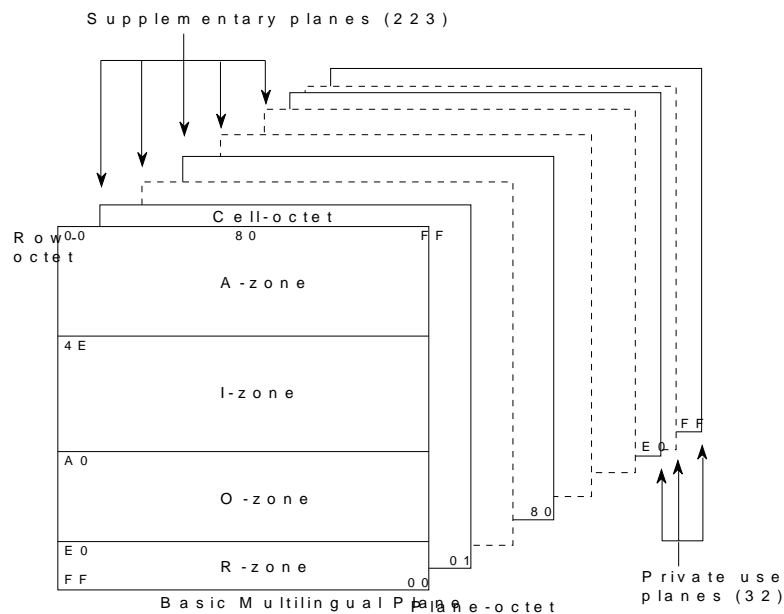 Supplementary planes (223)
Cell-octet
Row-
octet
00 80 FF
A-zone
4E
I-zone
A0
O-zone
E0
R-zone
FF
00
01
80
E0
FF
Basic Multilingual Plane
Plane-octet
Private use
planes (32)